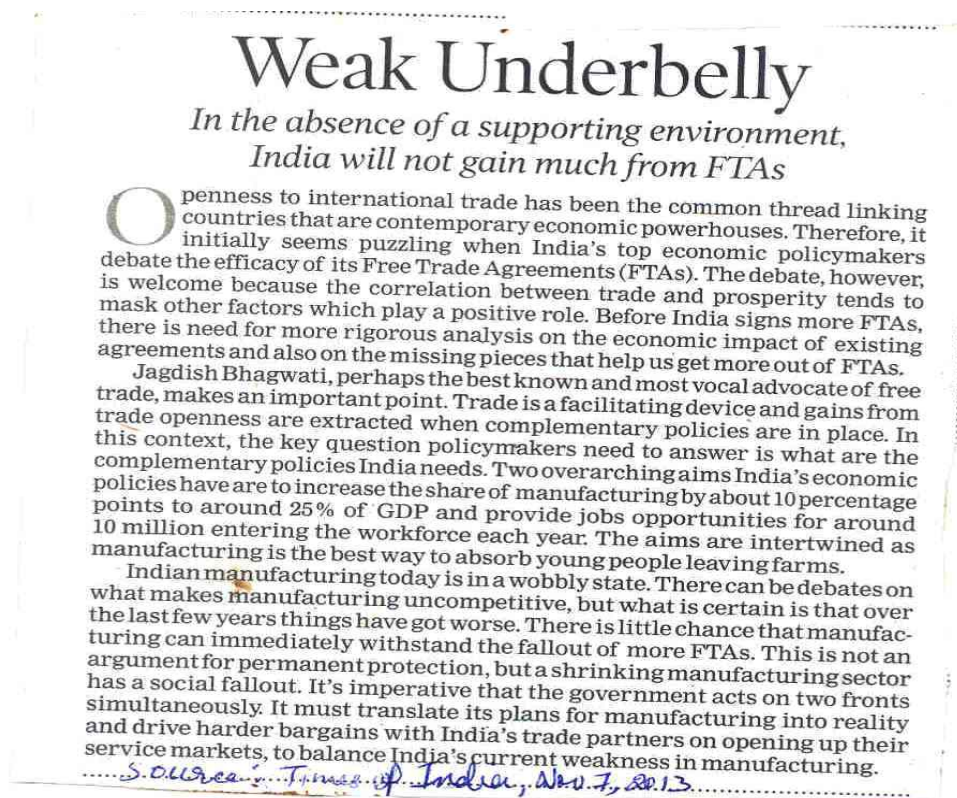 Weak Underbelly
In the absence of a supporting environment,
India will not gain much from FTAs
Openness to international trade has been the common thread linking
countries that are contemporary economic powerhouses. Therefore, it
initially seems puzzling when India's top economic policymakers
debate the efficacy of its Free Trade Agreements (FTAs). The debate, however,
is welcome because the correlation between trade and prosperity tends to
mask other factors which play a positive role. Before India signs more FTAs,
there is need for more rigorous analysis on the economic impact of existing
agreements and also on the missing pieces that help us get more out of FTAs.
Jagdish Bhagwati, perhaps the best known and most vocal advocate of free
trade, makes an important point. Trade is a facilitating device and gains from
trade openness are extracted when complementary policies are in place. In
this context, the key question policymakers need to answer is what are the
complementary policies India needs. Two overarching aims India's economic
policies have are to increase the share of manufacturing by about 10 percentage
points to around 25% of GDP and provide jobs opportunities for around
10 million entering the workforce each year. The aims are intertwined as
manufacturing is the best way to absorb young people leaving farms.
Indian manufacturing today is in a wobbly state. There can be debates on
what makes manufacturing uncompetitive, but what is certain is that over
the last few years things have got worse. There is little chance that manufac-
turing can immediately withstand the fallout of more FTAs. This is not an
argument for permanent protection, but a shrinking manufacturing sector
has a social fallout. It's imperative that the government acts on two fronts
simultaneously. It must translate its plans for manufacturing into reality
and drive harder bargains with India's trade partners on opening up their
service markets, to balance India's current weakness in manufacturing.
Source: Times of India, Nov. 7, 2013